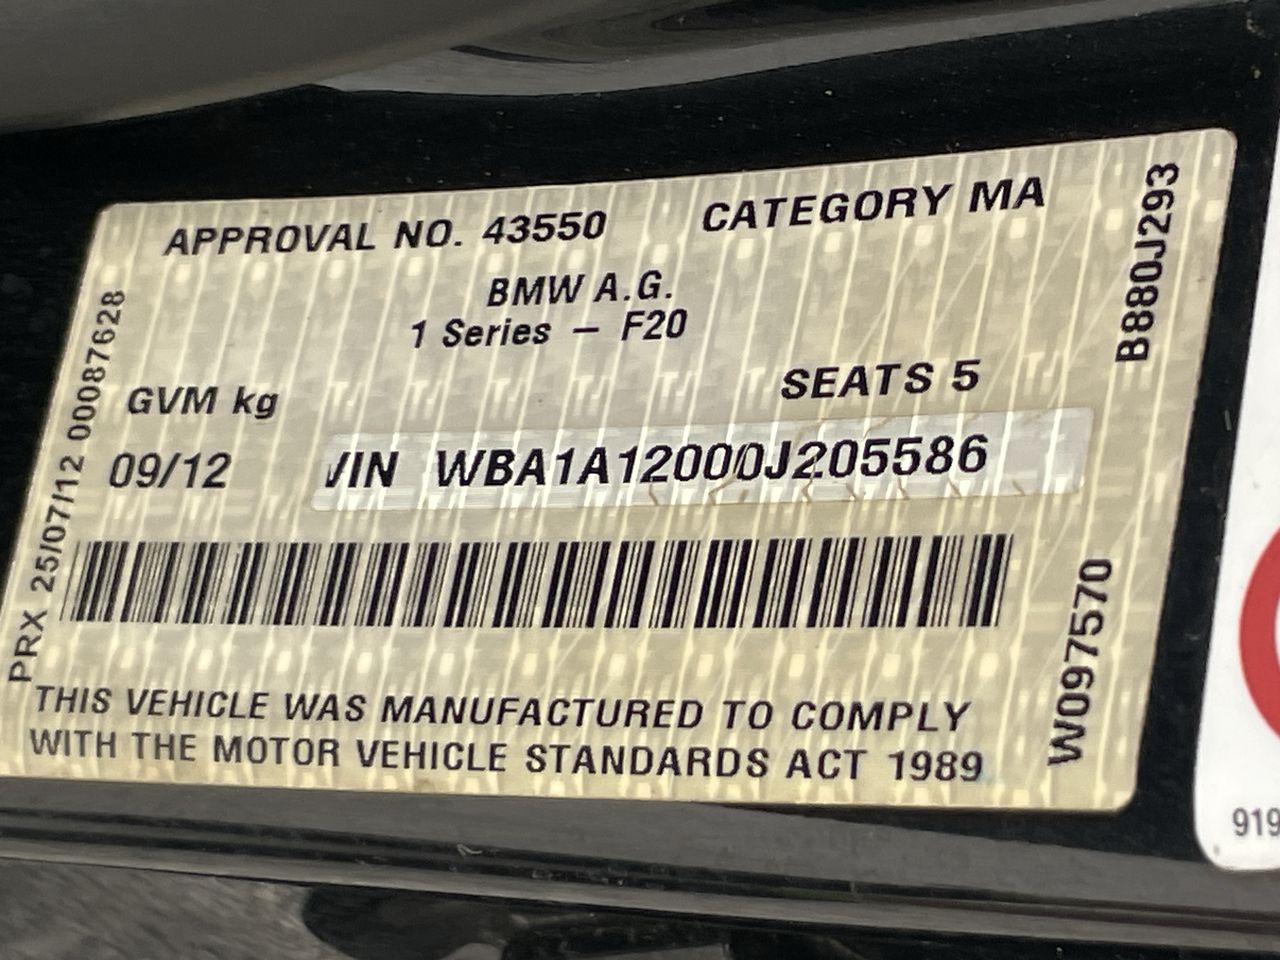 APPROVAL NO. 43550 CATEGORY MA
BMW A.G.
1 Series – F20
GVM kg SEATS 5
09/12 VIN WBA1A12000J205586
THIS VEHICLE WAS MANUFACTURED TO COMPLY
WITH THE MOTOR VEHICLE STANDARDS ACT 1989
PRX 25/07/12 00087628
B880J293
W0975570
919